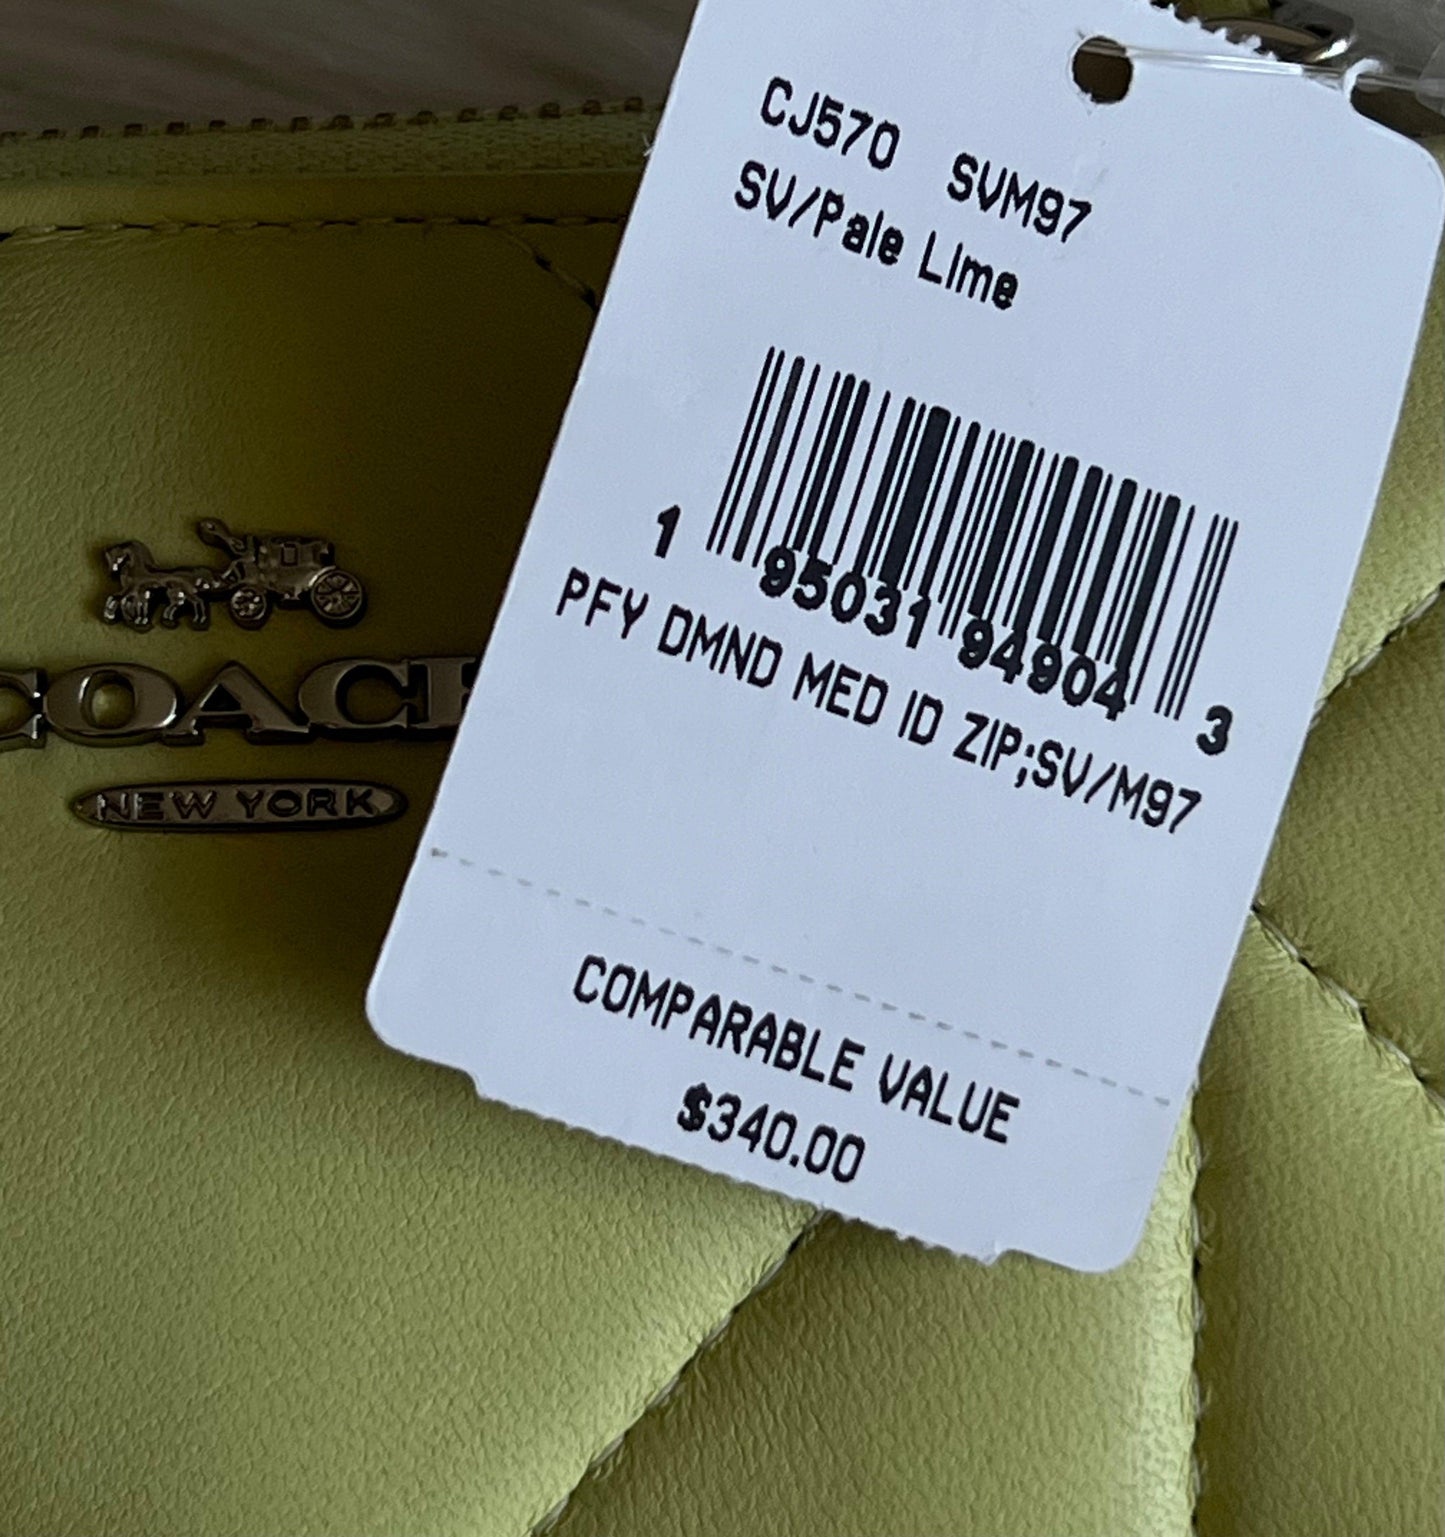 CJ570 SVM97
SV/Pale Lime
1 95031 94904 3
PFY DMND MED ID ZIP;SV/M97
COMPARABLE VALUE
$340.00
COACH
NEW YORK